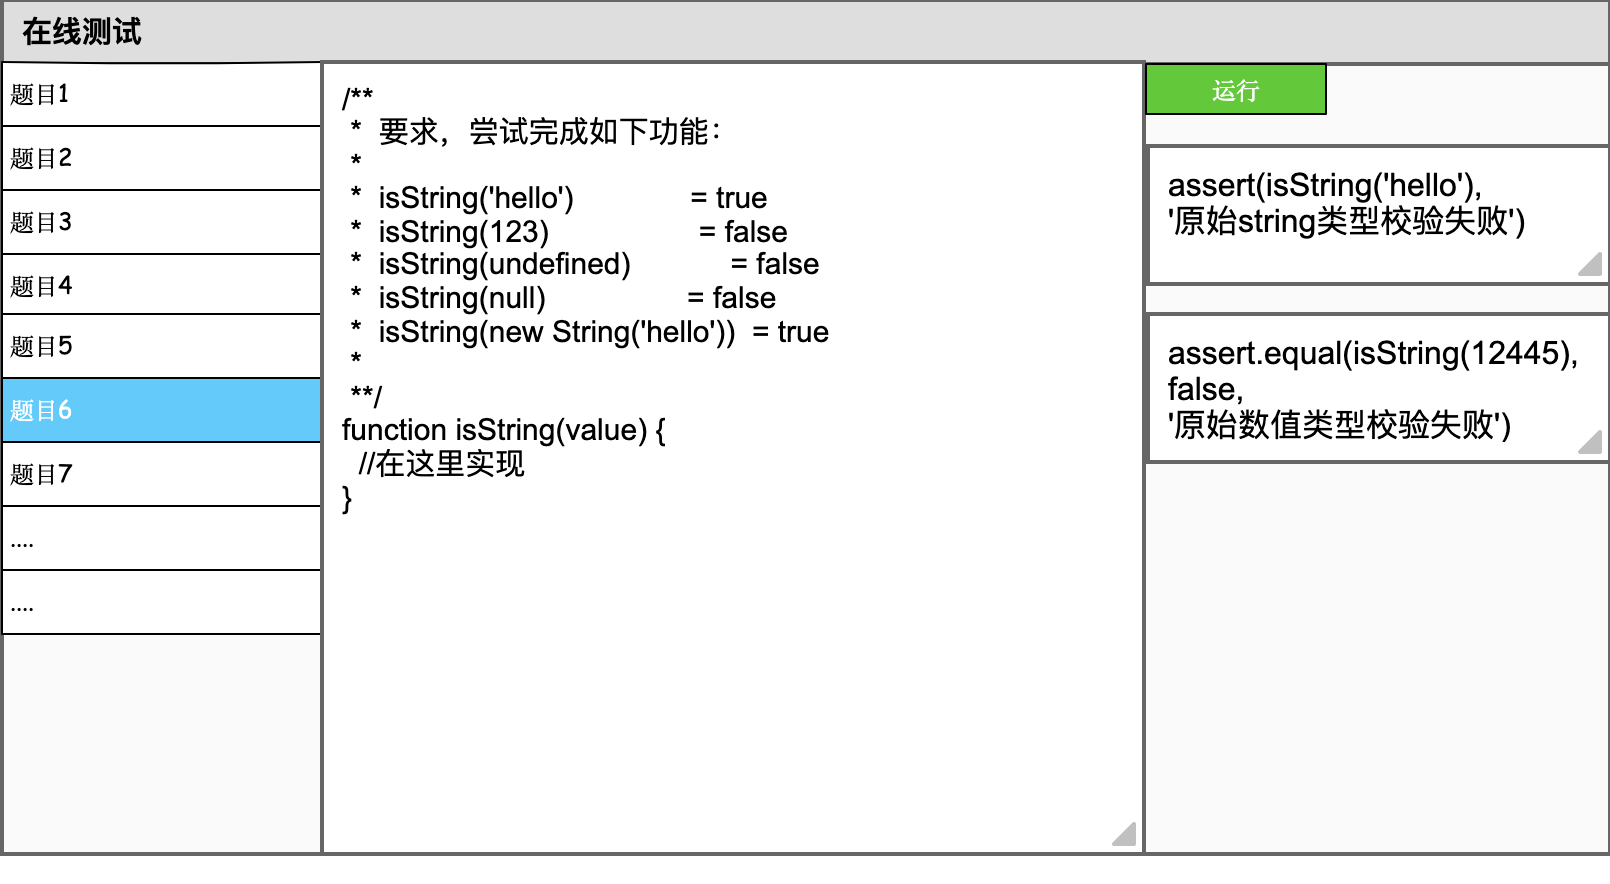 在线测试
题目1
题目2
题目3
题目4
题目5
题目6
题目7
....
....
/**
* 要求，尝试完成如下功能：
*
* isString('hello') = true
* isString(123) = false
* isString(undefined) = false
* isString(null) = false
* isString(new String('hello')) = true
*
**/
function isString(value) {
//在这里实现
}
运行
assert(isString('hello'),
'原始string类型校验失败')
assert.equal(isString(12445),
false,
'原始数值类型校验失败')